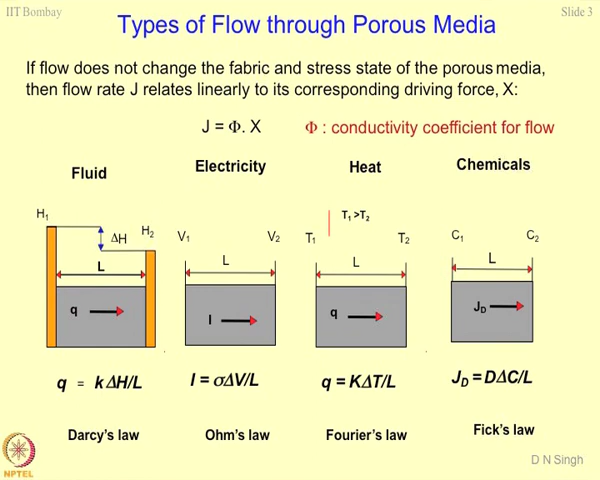 IIT Bombay
Slide 3
Types of Flow through Porous Media
If flow does not change the fabric and stress state of the porous media,
then flow rate J relates linearly to its corresponding driving force, X:
J = Φ. X
Φ : conductivity coefficient for flow
Fluid
Electricity
Heat
Chemicals
H1
ΔH
H2
L
q
V1
V2
L
I
T1 >T2
T1
T2
L
q
C1
C2
L
JD
q = kΔH/L
I = σΔV/L
q = KΔT/L
JD = DΔC/L
Darcy's law
Ohm's law
Fourier's law
Fick's law
NPTEL
D N Singh